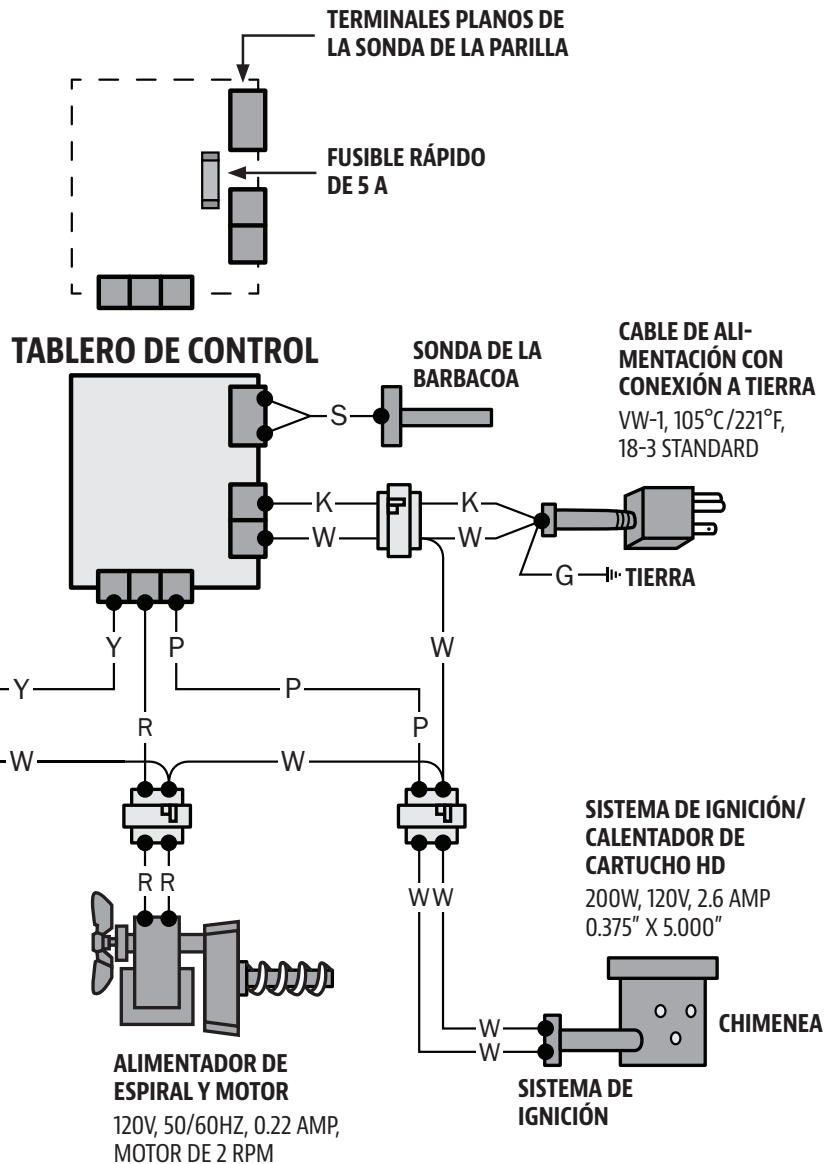 TERMINALES PLANOS DE
LA SONDA DE LA PARILLA
FUSIBLE RÁPIDO
DE 5 A
TABLERO DE CONTROL
SONDA DE LA
BARBACOA
CABLE DE ALI-
MENTACIÓN CON
CONEXIÓN A TIERRA
VW-1, 105°C/221°F,
18-3 STANDARD
S
K
K
W
W
G
TIERRA
Y
P
W
Y
P
R
P
W
W
R R
W W
SISTEMA DE IGNICIÓN/
CALENTADOR DE
CARTUCHO HD
200W, 120V, 2.6 AMP
0.375" X 5.000"
W
W
CHIMENEA
SISTEMA DE
IGNICIÓN
ALIMENTADOR DE
ESPIRAL Y MOTOR
120V, 50/60HZ, 0.22 AMP,
MOTOR DE 2 RPM